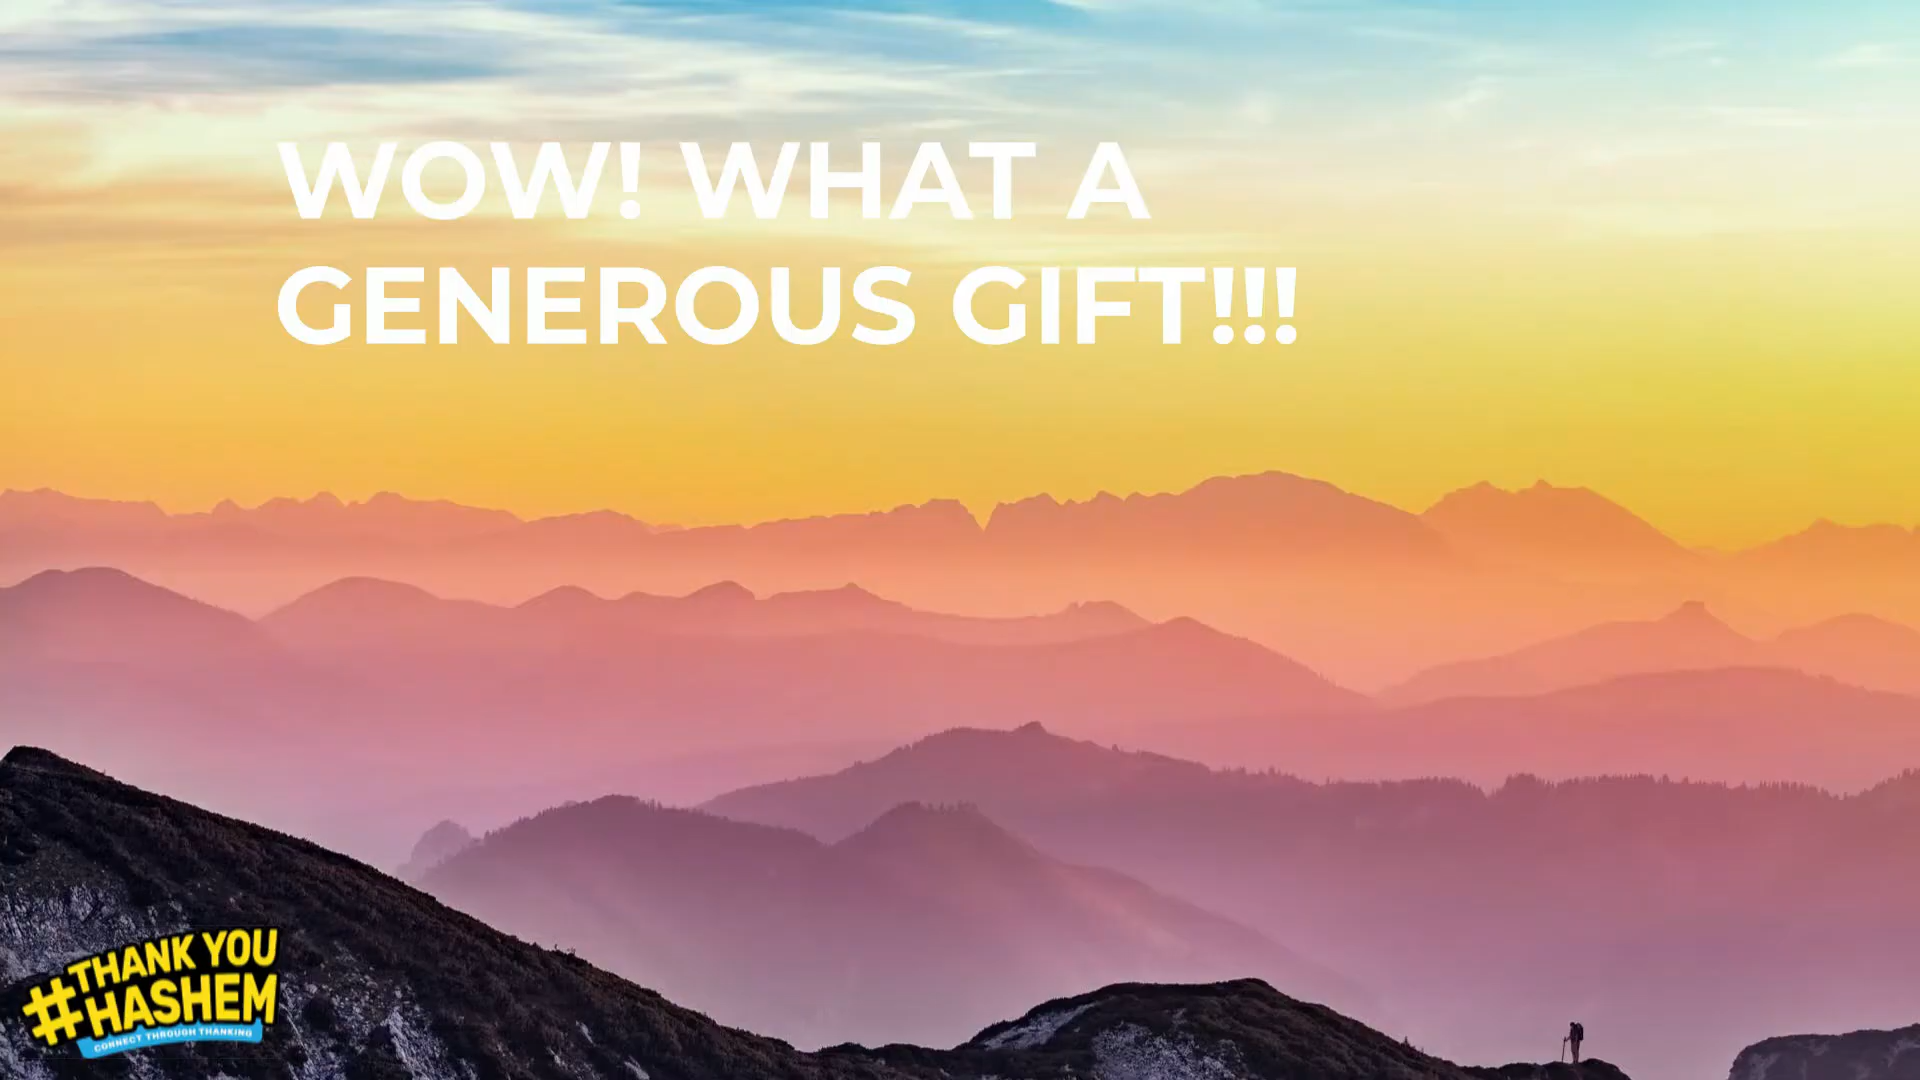 WOW! WHAT A
GENEROUS GIFT!!!
#THANK YOU
HASHEM
CONNECT THROUGH THANKING